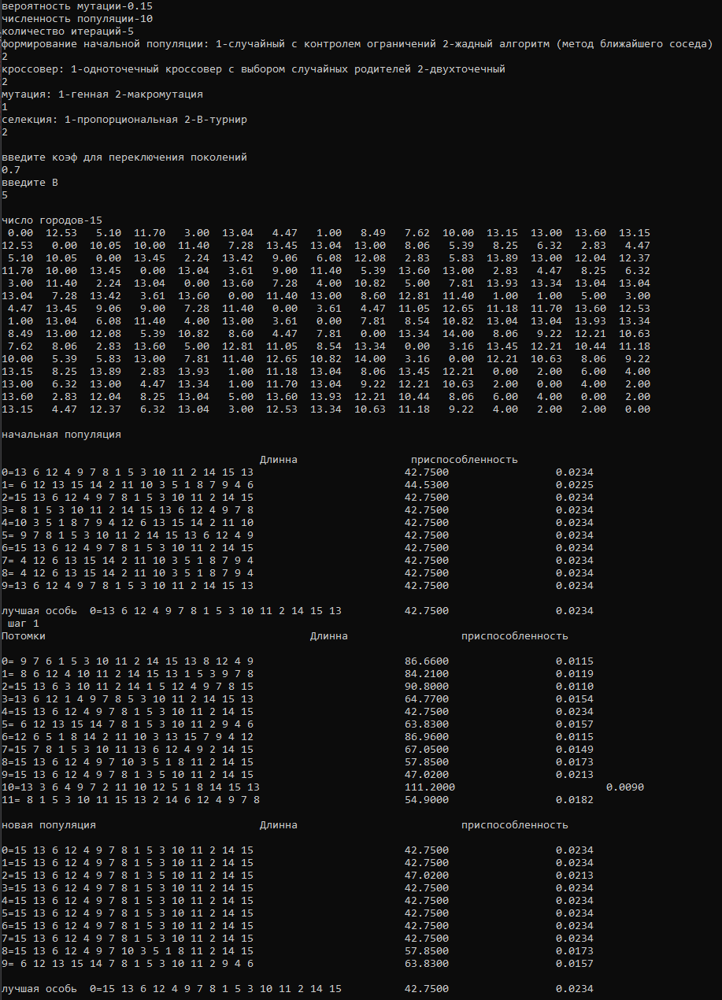 вероятность мутации-0.15
численность популяции-10
количество итераций-5
формирование начальной популяции: 1-случайный с контролем ограничений 2-жадный алгоритм (метод ближайшего соседа)
2
кроссовер: 1-одноточечный кроссовер с выбором случайных родителей 2-двухточечный
2
мутация: 1-генная 2-макромутация
1
селекция: 1-пропорциональная 2-В-турнир
2
введите коэф для переключения поколений
0.7
введите В
5
число городов-15
0.00 12.53 5.10 11.70 3.00 13.04 4.47 1.00 8.49 7.62 10.00 13.15 13.00 13.60 13.15
12.53 0.00 10.05 10.00 11.40 7.28 13.45 13.04 13.00 8.06 5.39 8.25 6.32 2.83 4.47
5.10 10.05 0.00 13.45 2.24 13.42 9.06 6.08 12.08 2.83 5.83 13.89 13.00 12.04 12.37
11.70 10.00 13.45 0.00 13.04 3.61 9.00 11.40 5.39 13.60 13.00 2.83 4.47 8.25 6.32
3.00 11.40 2.24 13.04 0.00 13.60 7.28 4.00 10.82 5.00 7.81 13.93 13.34 13.04 13.04
13.04 7.28 13.42 3.61 13.60 0.00 11.40 13.00 8.60 12.81 11.40 1.00 1.00 5.00 3.00
4.47 13.45 9.06 9.00 7.28 11.40 0.00 3.61 4.47 11.05 12.65 11.18 11.70 13.60 12.53
1.00 13.04 6.08 11.40 4.00 13.00 3.61 0.00 7.81 8.54 10.82 13.04 13.04 13.93 13.34
8.49 13.00 12.08 5.39 10.82 8.60 4.47 7.81 0.00 13.34 14.00 8.06 9.22 12.21 10.63
7.62 8.06 2.83 13.60 5.00 12.81 11.05 8.54 13.34 0.00 3.16 13.45 12.21 10.44 11.18
10.00 5.39 5.83 13.00 7.81 11.40 12.65 10.82 14.00 3.16 0.00 12.21 10.63 8.06 9.22
13.15 8.25 13.89 2.83 13.93 1.00 11.18 13.04 8.06 13.45 12.21 0.00 2.00 6.00 4.00
13.00 6.32 13.00 4.47 13.34 1.00 11.70 13.04 9.22 12.21 10.63 2.00 0.00 4.00 2.00
13.60 2.83 12.04 8.25 13.04 5.00 13.60 13.93 12.21 10.44 8.06 6.00 4.00 0.00 2.00
13.15 4.47 12.37 6.32 13.04 3.00 12.53 13.34 10.63 11.18 9.22 4.00 2.00 2.00 0.00
начальная популяция
Длинна приспособленность
0=13 6 12 4 9 7 8 1 5 3 10 11 2 14 15 13 42.7500 0.0234
1= 6 12 13 15 14 2 11 10 3 5 1 8 7 9 4 6 44.5300 0.0225
2=15 13 6 12 4 9 7 8 1 5 3 10 11 2 14 15 42.7500 0.0234
3= 8 1 5 3 10 11 2 14 15 13 6 12 4 9 7 8 42.7500 0.0234
4=10 3 5 1 8 7 9 4 12 6 13 15 14 2 11 10 42.7500 0.0234
5= 9 7 8 1 5 3 10 11 2 14 15 13 6 12 4 9 42.7500 0.0234
6=15 13 6 12 4 9 7 8 1 5 3 10 11 2 14 15 42.7500 0.0234
7= 4 12 6 13 15 14 2 11 10 3 5 1 8 7 9 4 42.7500 0.0234
8= 4 12 6 13 15 14 2 11 10 3 5 1 8 7 9 4 42.7500 0.0234
9=13 6 12 4 9 7 8 1 5 3 10 11 2 14 15 13 42.7500 0.0234
лучшая особь 0=13 6 12 4 9 7 8 1 5 3 10 11 2 14 15 13 42.7500 0.0234
шаг 1
Потомки Длинна приспособленность
0= 9 7 6 1 5 3 10 11 2 14 15 13 8 12 4 9 86.6600 0.0115
1= 8 6 12 4 10 11 2 14 15 13 1 5 3 9 7 8 84.2100 0.0119
2=15 13 6 3 10 11 2 14 1 5 12 4 9 7 8 15 90.8000 0.0110
3=13 6 12 1 4 9 7 8 5 3 10 11 2 14 15 13 64.7700 0.0154
4=15 13 6 12 4 9 7 8 1 5 3 10 11 2 14 15 42.7500 0.0234
5= 6 12 13 15 14 7 8 1 5 3 10 11 2 9 4 6 63.8300 0.0157
6=12 6 5 1 8 14 2 11 10 3 13 15 7 9 4 12 86.9600 0.0115
7=15 7 8 1 5 3 10 11 13 6 12 4 9 2 14 15 67.0500 0.0149
8=15 13 6 12 4 9 7 10 3 5 1 8 11 2 14 15 57.8500 0.0173
9=15 13 6 12 4 9 7 8 1 3 5 10 11 2 14 15 47.0200 0.0213
10=13 3 6 4 9 7 2 11 10 12 5 1 8 14 15 13 111.2000 0.0090
11= 8 1 5 3 10 11 15 13 2 14 6 12 4 9 7 8 54.9000 0.0182
новая популяция Длинна приспособленность
0=15 13 6 12 4 9 7 8 1 5 3 10 11 2 14 15 42.7500 0.0234
1=15 13 6 12 4 9 7 8 1 5 3 10 11 2 14 15 42.7500 0.0234
2=15 13 6 12 4 9 7 8 1 3 5 10 11 2 14 15 47.0200 0.0213
3=15 13 6 12 4 9 7 8 1 5 3 10 11 2 14 15 42.7500 0.0234
4=15 13 6 12 4 9 7 8 1 5 3 10 11 2 14 15 42.7500 0.0234
5=15 13 6 12 4 9 7 8 1 5 3 10 11 2 14 15 42.7500 0.0234
6=15 13 6 12 4 9 7 8 1 5 3 10 11 2 14 15 42.7500 0.0234
7=15 13 6 12 4 9 7 8 1 5 3 10 11 2 14 15 42.7500 0.0234
8=15 13 6 12 4 9 7 10 3 5 1 8 11 2 14 15 57.8500 0.0173
9= 6 12 13 15 14 7 8 1 5 3 10 11 2 9 4 6 63.8300 0.0157
лучшая особь 0=15 13 6 12 4 9 7 8 1 5 3 10 11 2 14 15 42.7500 0.0234